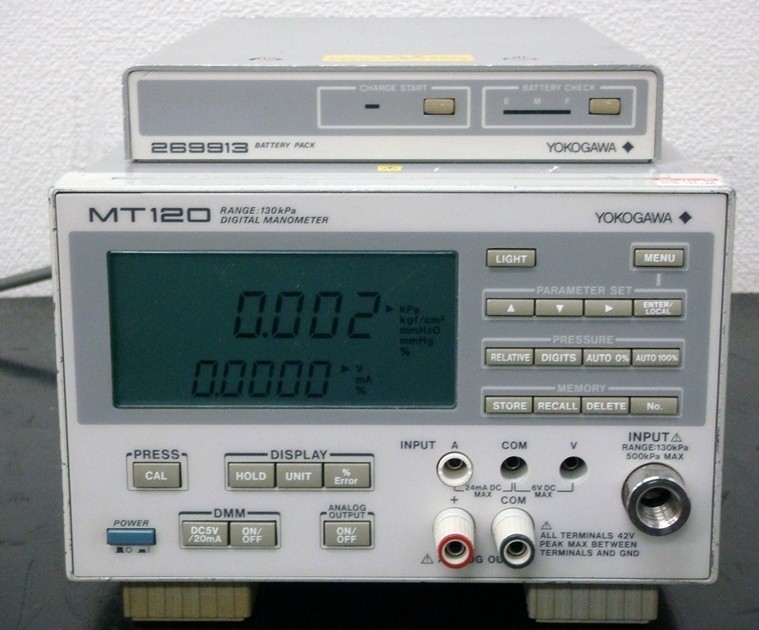 CHARGE START
BATTERY CHECK
E M F
269913 BATTERY PACK
YOKOGAWA
MT120 RANGE:130kPa
DIGITAL MANOMETER
YOKOGAWA
LIGHT
MENU
PARAMETER SET
ENTER/
LOCAL
0.002
kPa
kgf/cm²
mmH2O
mmHg
%
0.0000
V
mA
%
PRESSURE
RELATIVE DIGITS AUTO 0% AUTO 100%
MEMORY
STORE RECALL DELETE No.
PRESS
CAL
DISPLAY
HOLD UNIT %
Error
INPUT A COM V
24mA DC
MAX
6V DC
MAX
INPUT
RANGE:130kPa
500kPa MAX
POWER
DMM
DC5V
/20mA
ON/
OFF
ANALOG
OUTPUT
ON/
OFF
+ COM
ALL TERMINALS 42V
PEAK MAX BETWEEN
TERMINALS AND GND